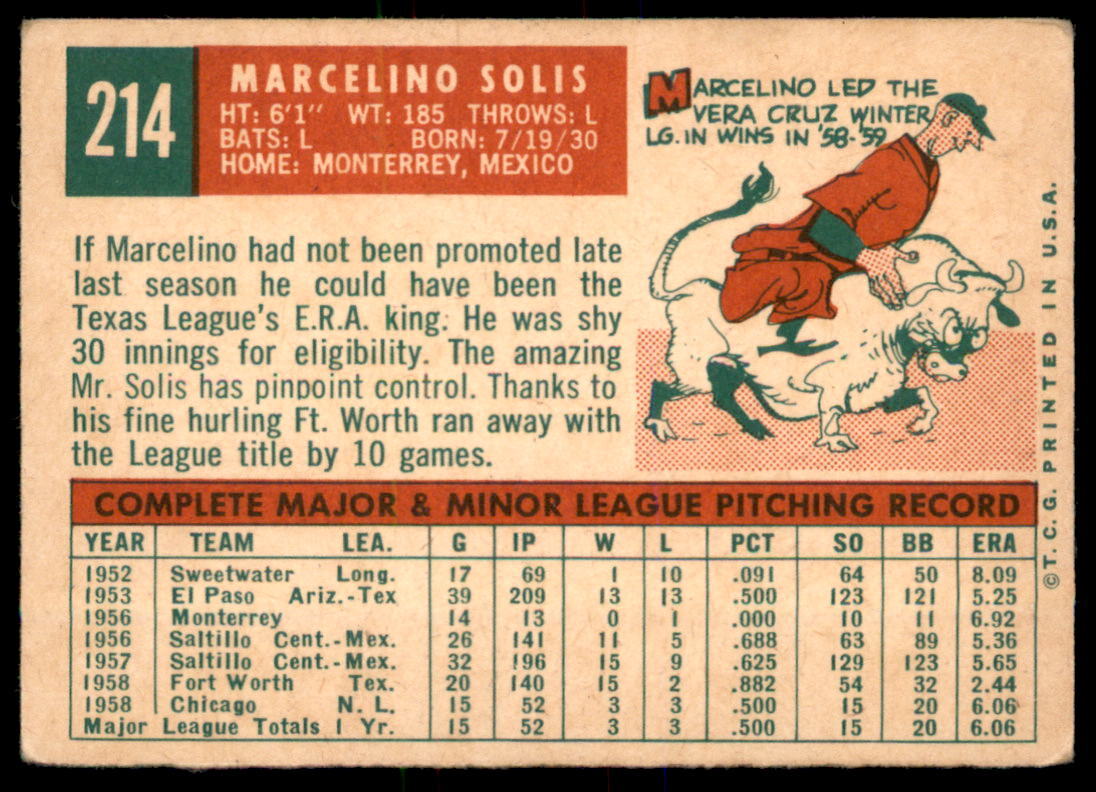 214
MARCELINO SOLIS
HT: 6'1" WT: 185 THROWS: L
BATS: L BORN: 7/19/30
HOME: MONTERREY, MEXICO
MARCELINO LED THE
VERA CRUZ WINTER
LG. IN WINS IN '58-'59
If Marcelino had not been promoted late
last season he could have been the
Texas League's E.R.A. king. He was shy
30 innings for eligibility. The amazing
Mr. Solis has pinpoint control. Thanks to
his fine hurling Ft. Worth ran away with
the League title by 10 games.
COMPLETE MAJOR & MINOR LEAGUE PITCHING RECORD
YEAR TEAM LEA. G IP W L PCT SO BB ERA
1952 Sweetwater Long. 17 69 1 10 .091 64 50 8.09
1953 El Paso Ariz.-Tex 39 209 13 13 .500 123 121 5.25
1956 Monterrey 14 13 0 1 .000 10 11 6.92
1956 Saltillo Cent.-Mex. 26 141 11 5 .688 63 89 5.36
1957 Saltillo Cent.-Mex. 32 196 15 9 .625 129 123 5.65
1958 Fort Worth Tex. 20 140 15 2 .882 54 32 2.44
1958 Chicago N. L. 15 52 3 3 .500 15 20 6.06
Major League Totals 1 Yr. 15 52 3 3 .500 15 20 6.06
©T. C. G. PRINTED IN U.S.A.